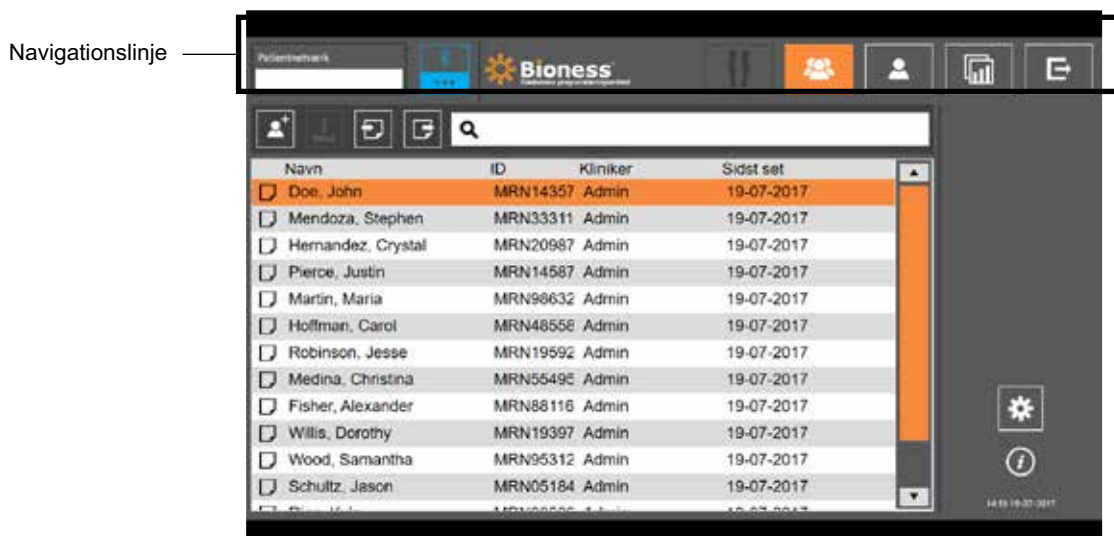 Navigationslinje
Patientnetværk
Bioness
Navn ID Kliniker Sidst set
Doe, John MRN14357 Admin 19-07-2017
Mendoza, Stephen MRN33311 Admin 19-07-2017
Hernandez, Crystal MRN20987 Admin 19-07-2017
Pierce, Justin MRN14587 Admin 19-07-2017
Martin, Maria MRN98632 Admin 19-07-2017
Hoffman, Carol MRN48558 Admin 19-07-2017
Robinson, Jesse MRN19592 Admin 19-07-2017
Medina, Christina MRN55495 Admin 19-07-2017
Fisher, Alexander MRN88116 Admin 19-07-2017
Willis, Dorothy MRN19397 Admin 19-07-2017
Wood, Samantha MRN95312 Admin 19-07-2017
Schultz, Jason MRN05184 Admin 19-07-2017